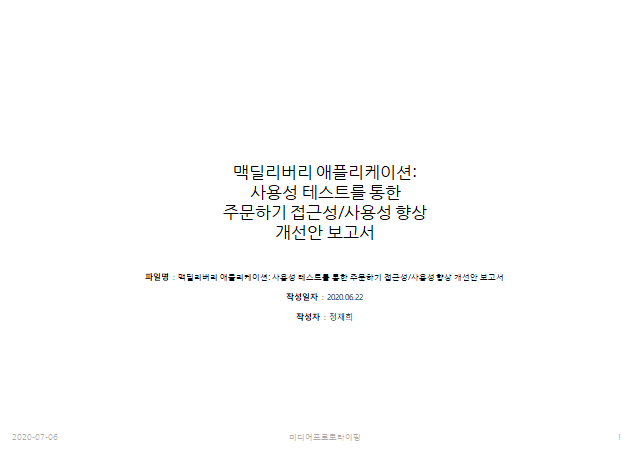 맥딜리버리 애플리케이션:
사용성 테스트를 통한
주문하기 접근성/사용성 향상
개선안 보고서
파일명 : 맥딜리버리 애플리케이션: 사용성 테스트를 통한 주문하기 접근성/사용성 향상 개선안 보고서
작성일자 : 2020.06.22
작성자 : 정재희
2020-07-06
미디어프로토타이핑
1